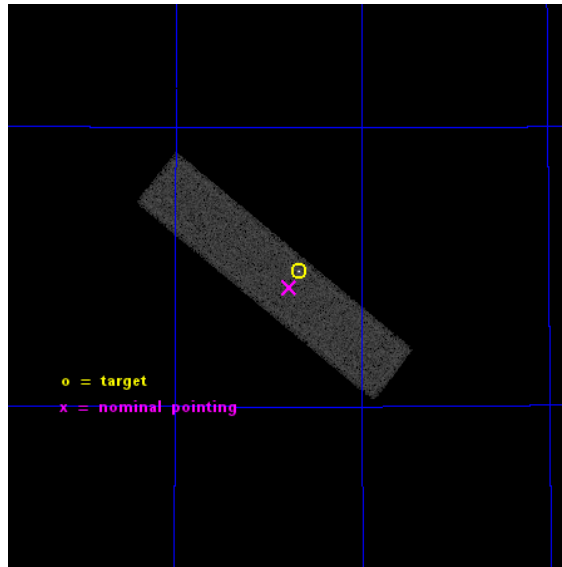 o = target
x = nominal pointing